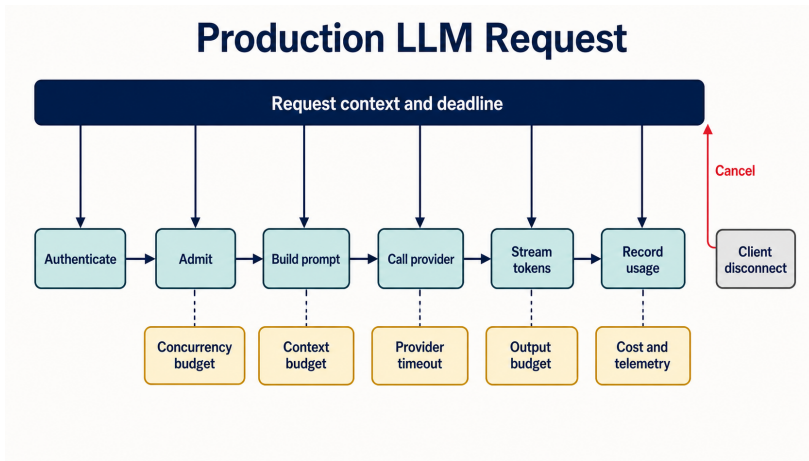 Production LLM Request
Request context and deadline
Cancel
Authenticate
Admit
Build prompt
Call provider
Stream
tokens
Record
usage
Client
disconnect
Concurrency
budget
Context
budget
Provider
timeout
Output
budget
Cost and
telemetry